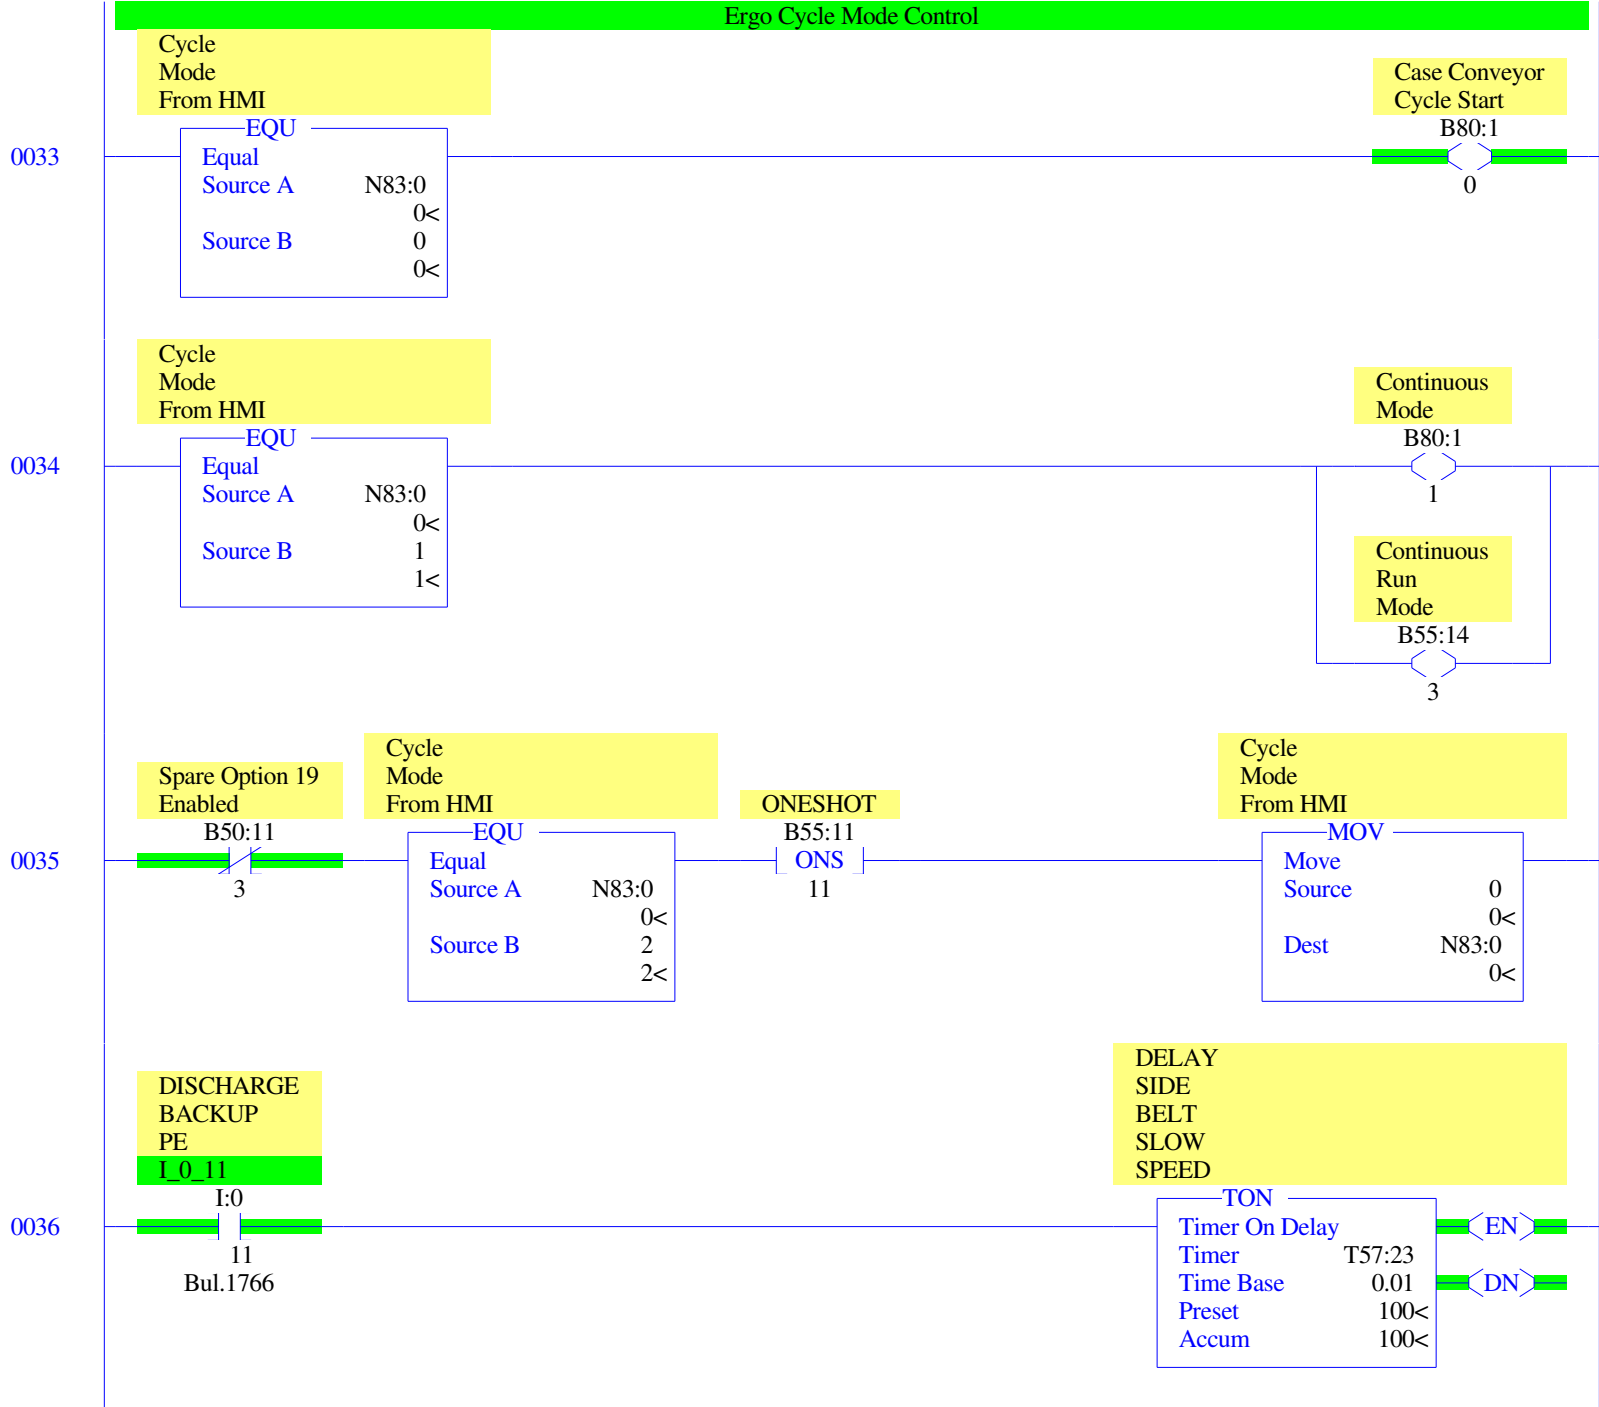 Ergo Cycle Mode Control
Cycle
Mode
From HMI
Case Conveyor
Cycle Start
EQU
B80:1
0033
Equal
Source A N83:0
0<
Source B 0
0<
0
Cycle
Mode
From HMI
Continuous
Mode
EQU
B80:1
0034
Equal
Source A N83:0
0<
Source B 1
1<
1
Continuous
Run
Mode
B55:14
3
Spare Option 19
Enabled
B50:11
0035
3
Cycle
Mode
From HMI
EQU
Equal
Source A N83:0
0<
Source B 2
2<
ONESHOT
B55:11
ONS
11
Cycle
Mode
From HMI
MOV
Move
Source 0
0<
Dest N83:0
0<
DISCHARGE
BACKUP
PE
I_0_11
I:0
0036
11
Bul.1766
DELAY
SIDE
BELT
SLOW
SPEED
TON
Timer On Delay
EN
Timer T57:23
Time Base 0.01
DN
Preset 100<
Accum 100<